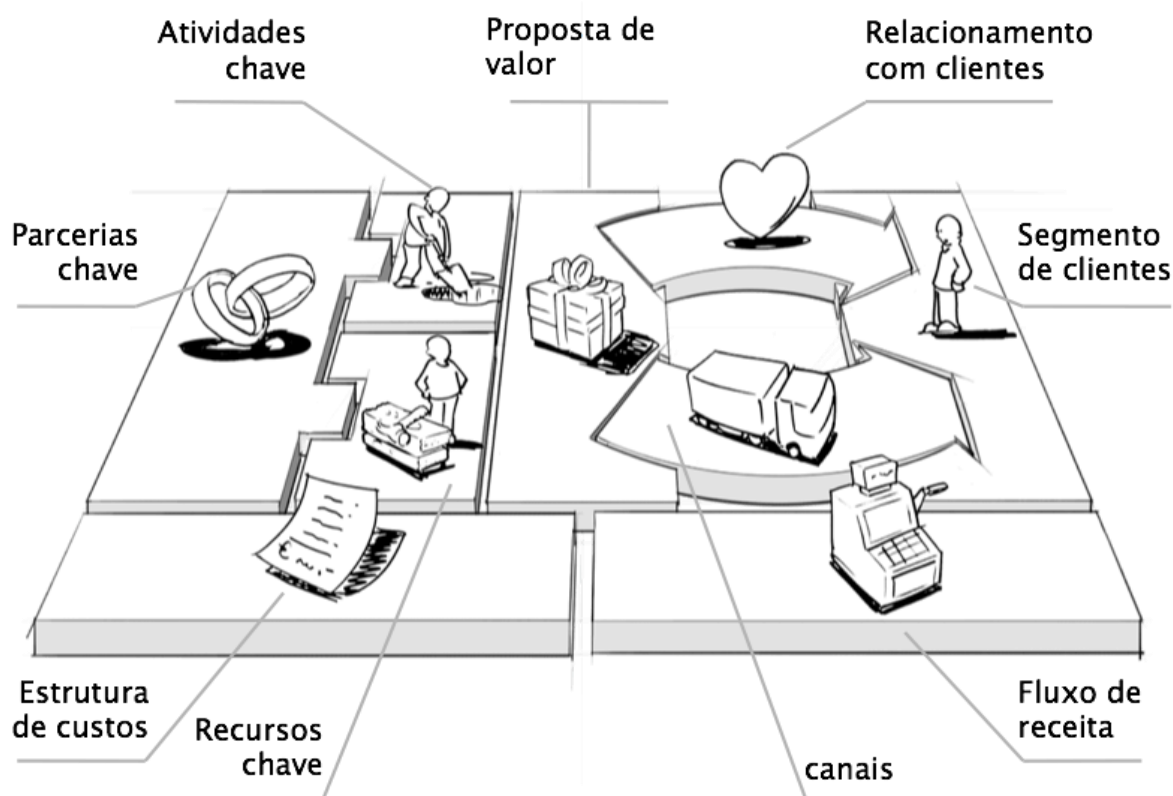 Atividades
chave
Proposta de
valor
Relacionamento
com clientes
Parcerias
chave
Segmento
de clientes
Estrutura
de custos
Recursos
chave
canais
Fluxo de
receita